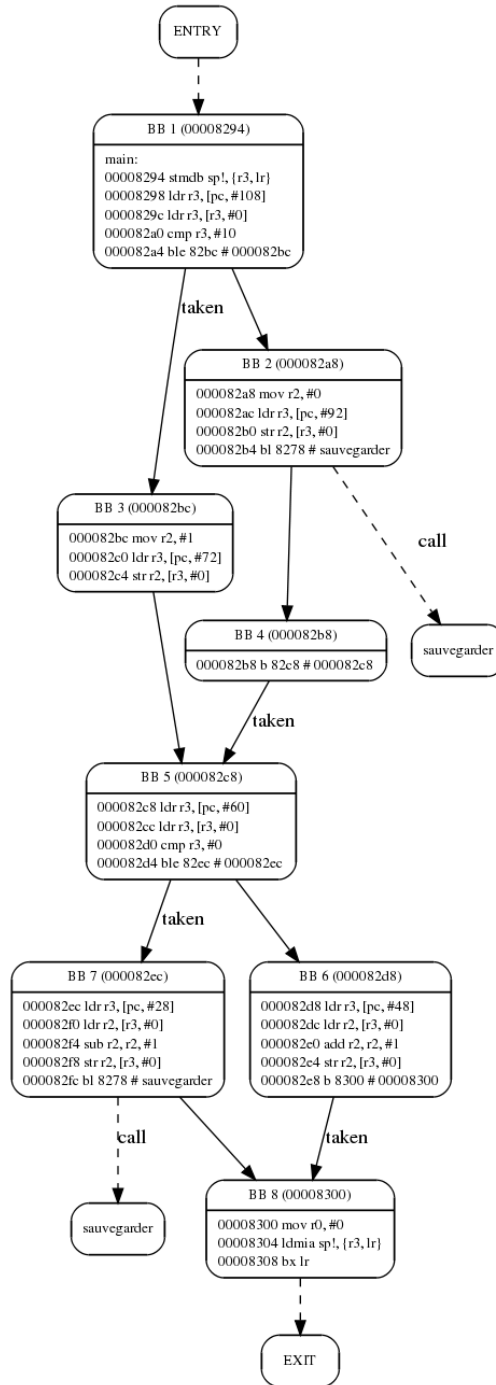 ENTRY
BB 1 (00008294)
main:
00008294 stmdb sp!, {r3, lr}
00008298 ldr r3, [pc, #108]
0000829c ldr r3, [r3, #0]
000082a0 cmp r3, #10
000082a4 ble 82bc # 000082bc
taken
BB 2 (000082a8)
000082a8 mov r2, #0
000082ac ldr r3, [pc, #92]
000082b0 str r2, [r3, #0]
000082b4 bl 8278 # sauvegarder
BB 3 (000082bc)
000082bc mov r2, #1
000082c0 ldr r3, [pc, #72]
000082c4 str r2, [r3, #0]
call
BB 4 (000082b8)
000082b8 b 82c8 # 000082c8
sauvegarder
taken
BB 5 (000082c8)
000082c8 ldr r3, [pc, #60]
000082cc ldr r3, [r3, #0]
000082d0 cmp r3, #0
000082d4 ble 82ec # 000082ec
taken
BB 7 (000082ec)
000082ec ldr r3, [pc, #28]
000082f0 ldr r2, [r3, #0]
000082f4 sub r2, r2, #1
000082f8 str r2, [r3, #0]
000082fc bl 8278 # sauvegarder
BB 6 (000082d8)
000082d8 ldr r3, [pc, #48]
000082dc ldr r2, [r3, #0]
000082e0 add r2, r2, #1
000082e4 str r2, [r3, #0]
000082e8 b 8300 # 00008300
call
taken
sauvegarder
BB 8 (00008300)
00008300 mov r0, #0
00008304 ldmia sp!, {r3, lr}
00008308 bx lr
EXIT